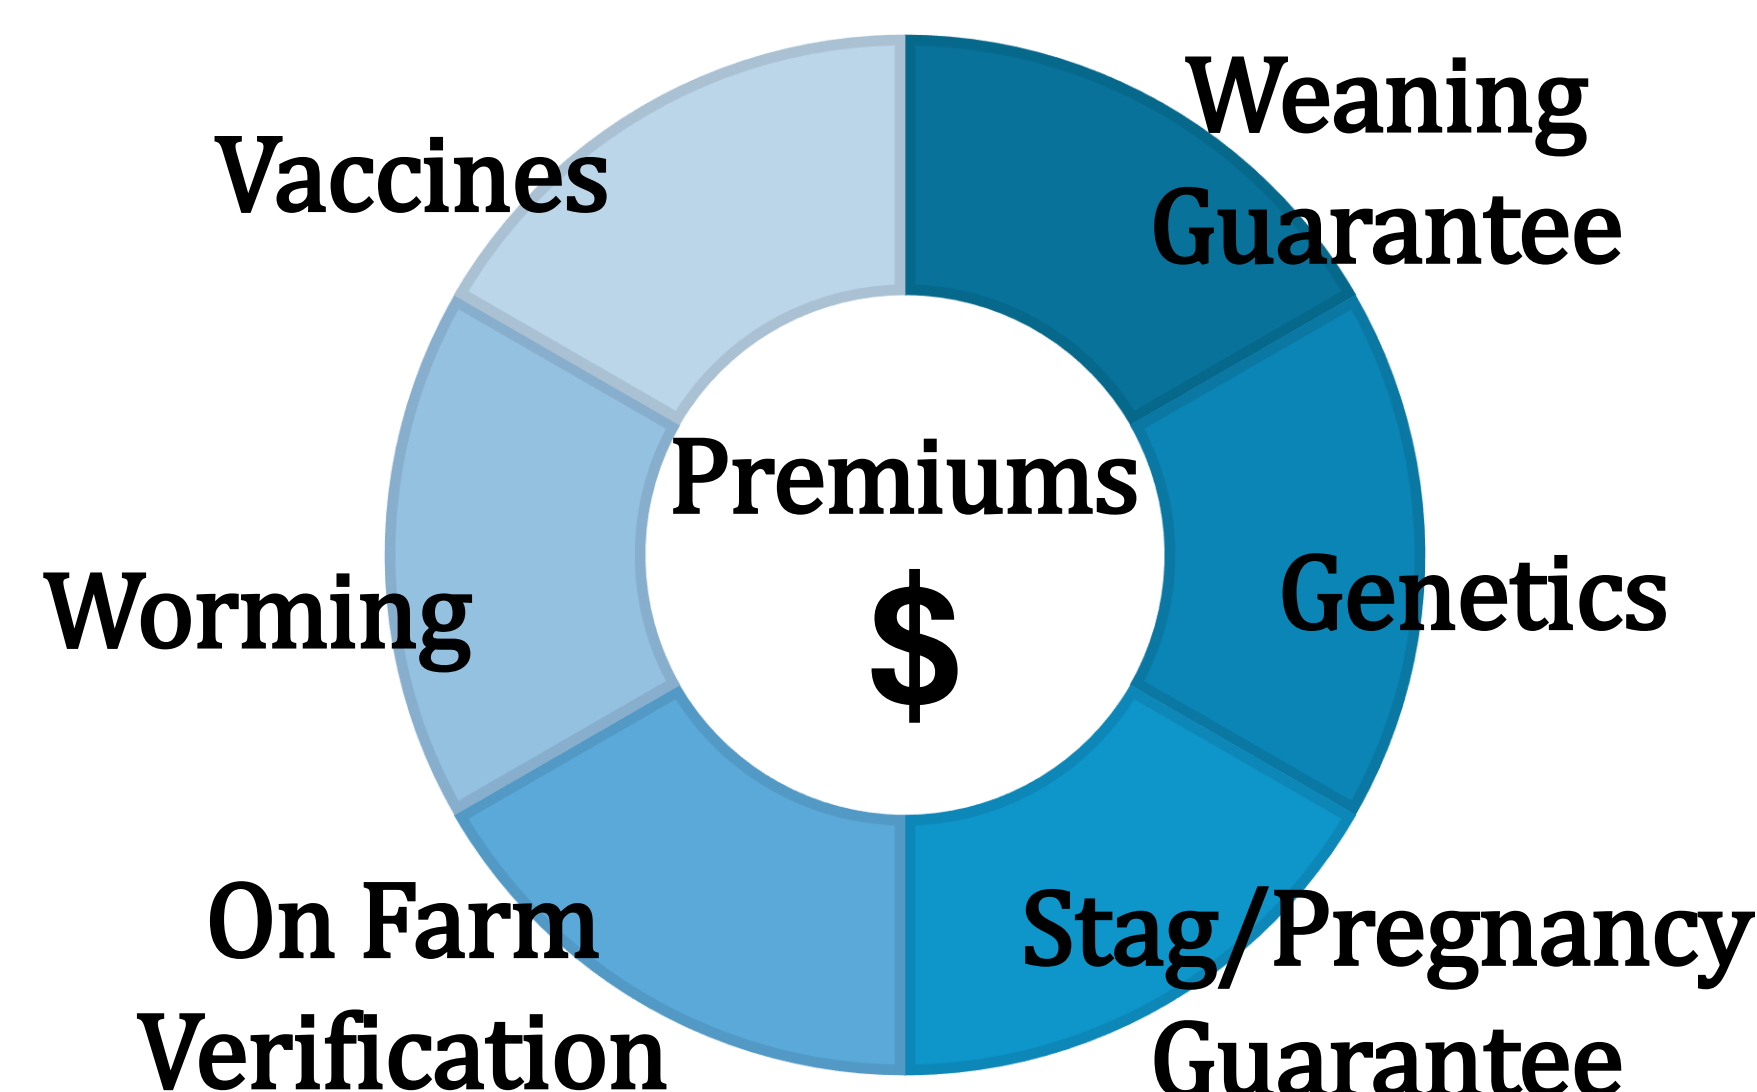 Weaning
Guarantee
Vaccines
Premiums
$
Genetics
Worming
On Farm
Verification
Stag/Pregnancy
Guarantee